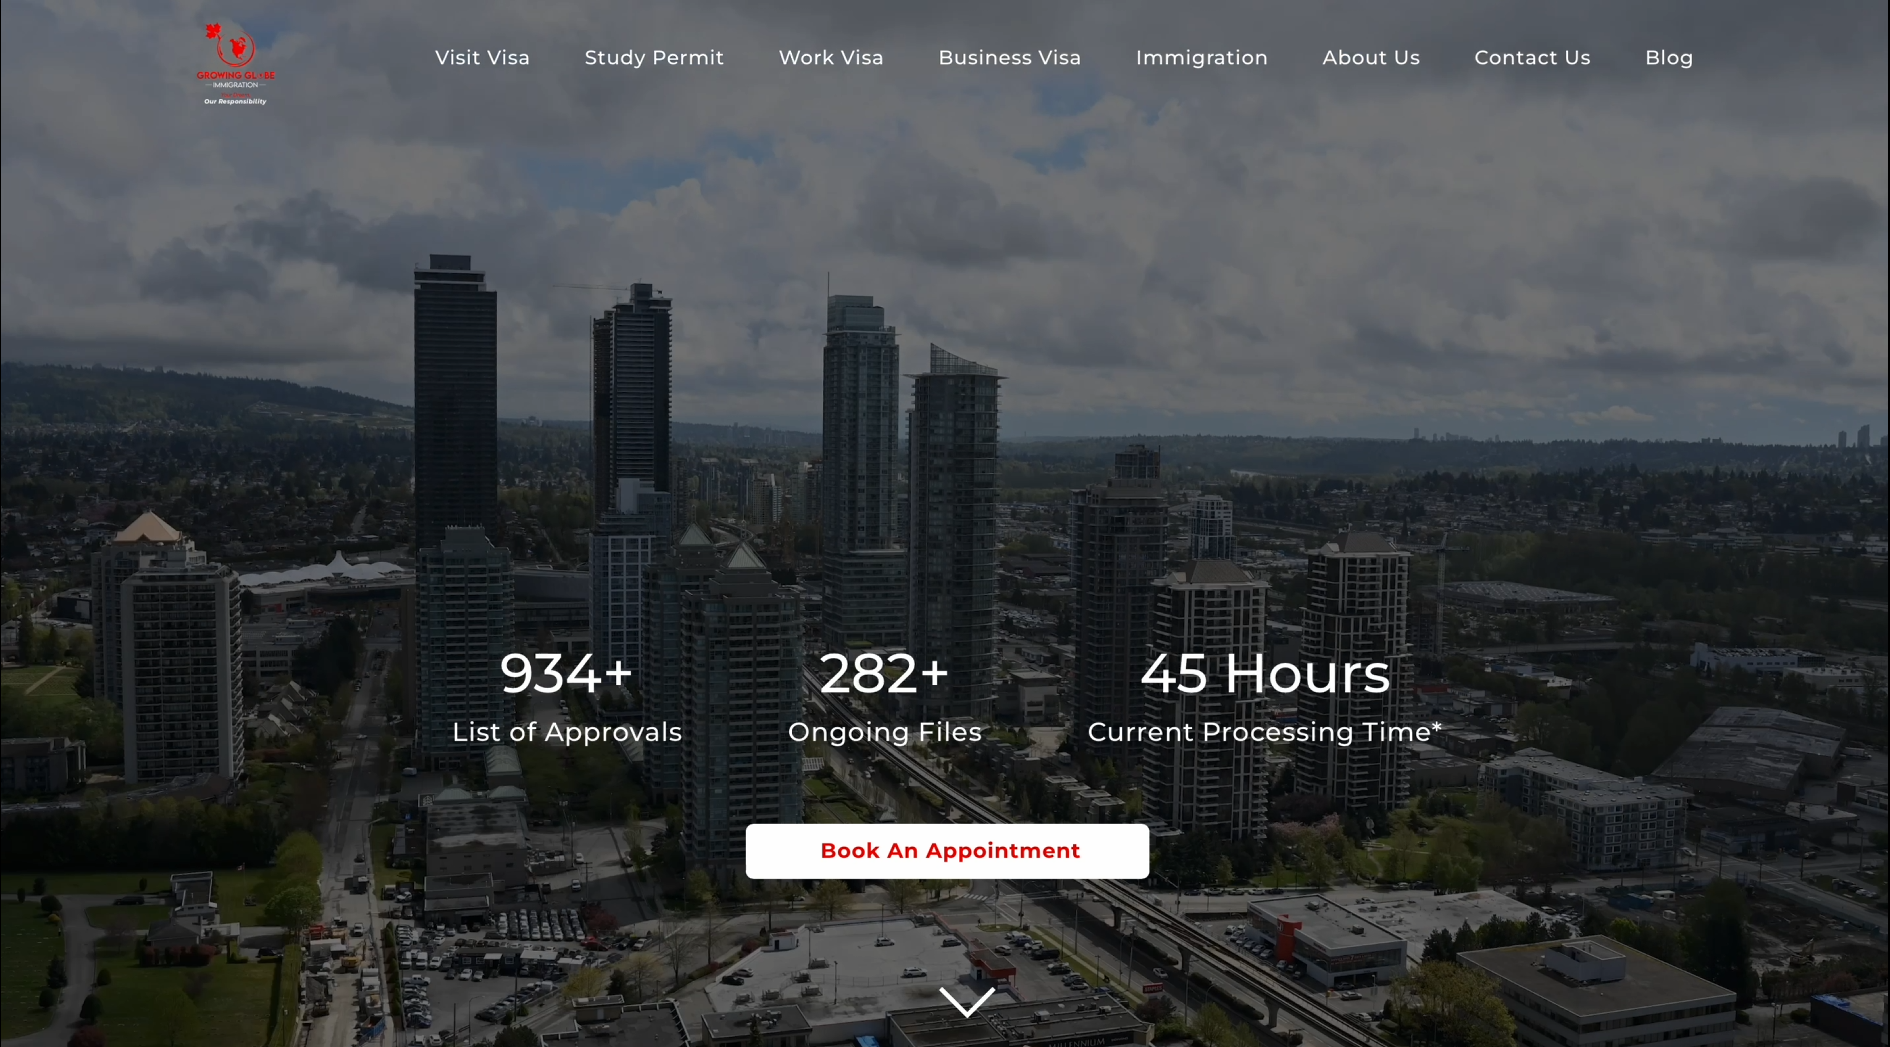 GROWING GLOBE
IMMIGRATION
Our Responsibility
Visit Visa
Study Permit
Work Visa
Business Visa
Immigration
About Us
Contact Us
Blog
934+
List of Approvals
282+
Ongoing Files
45 Hours
Current Processing Time*
Book An Appointment
MILLENNIUM